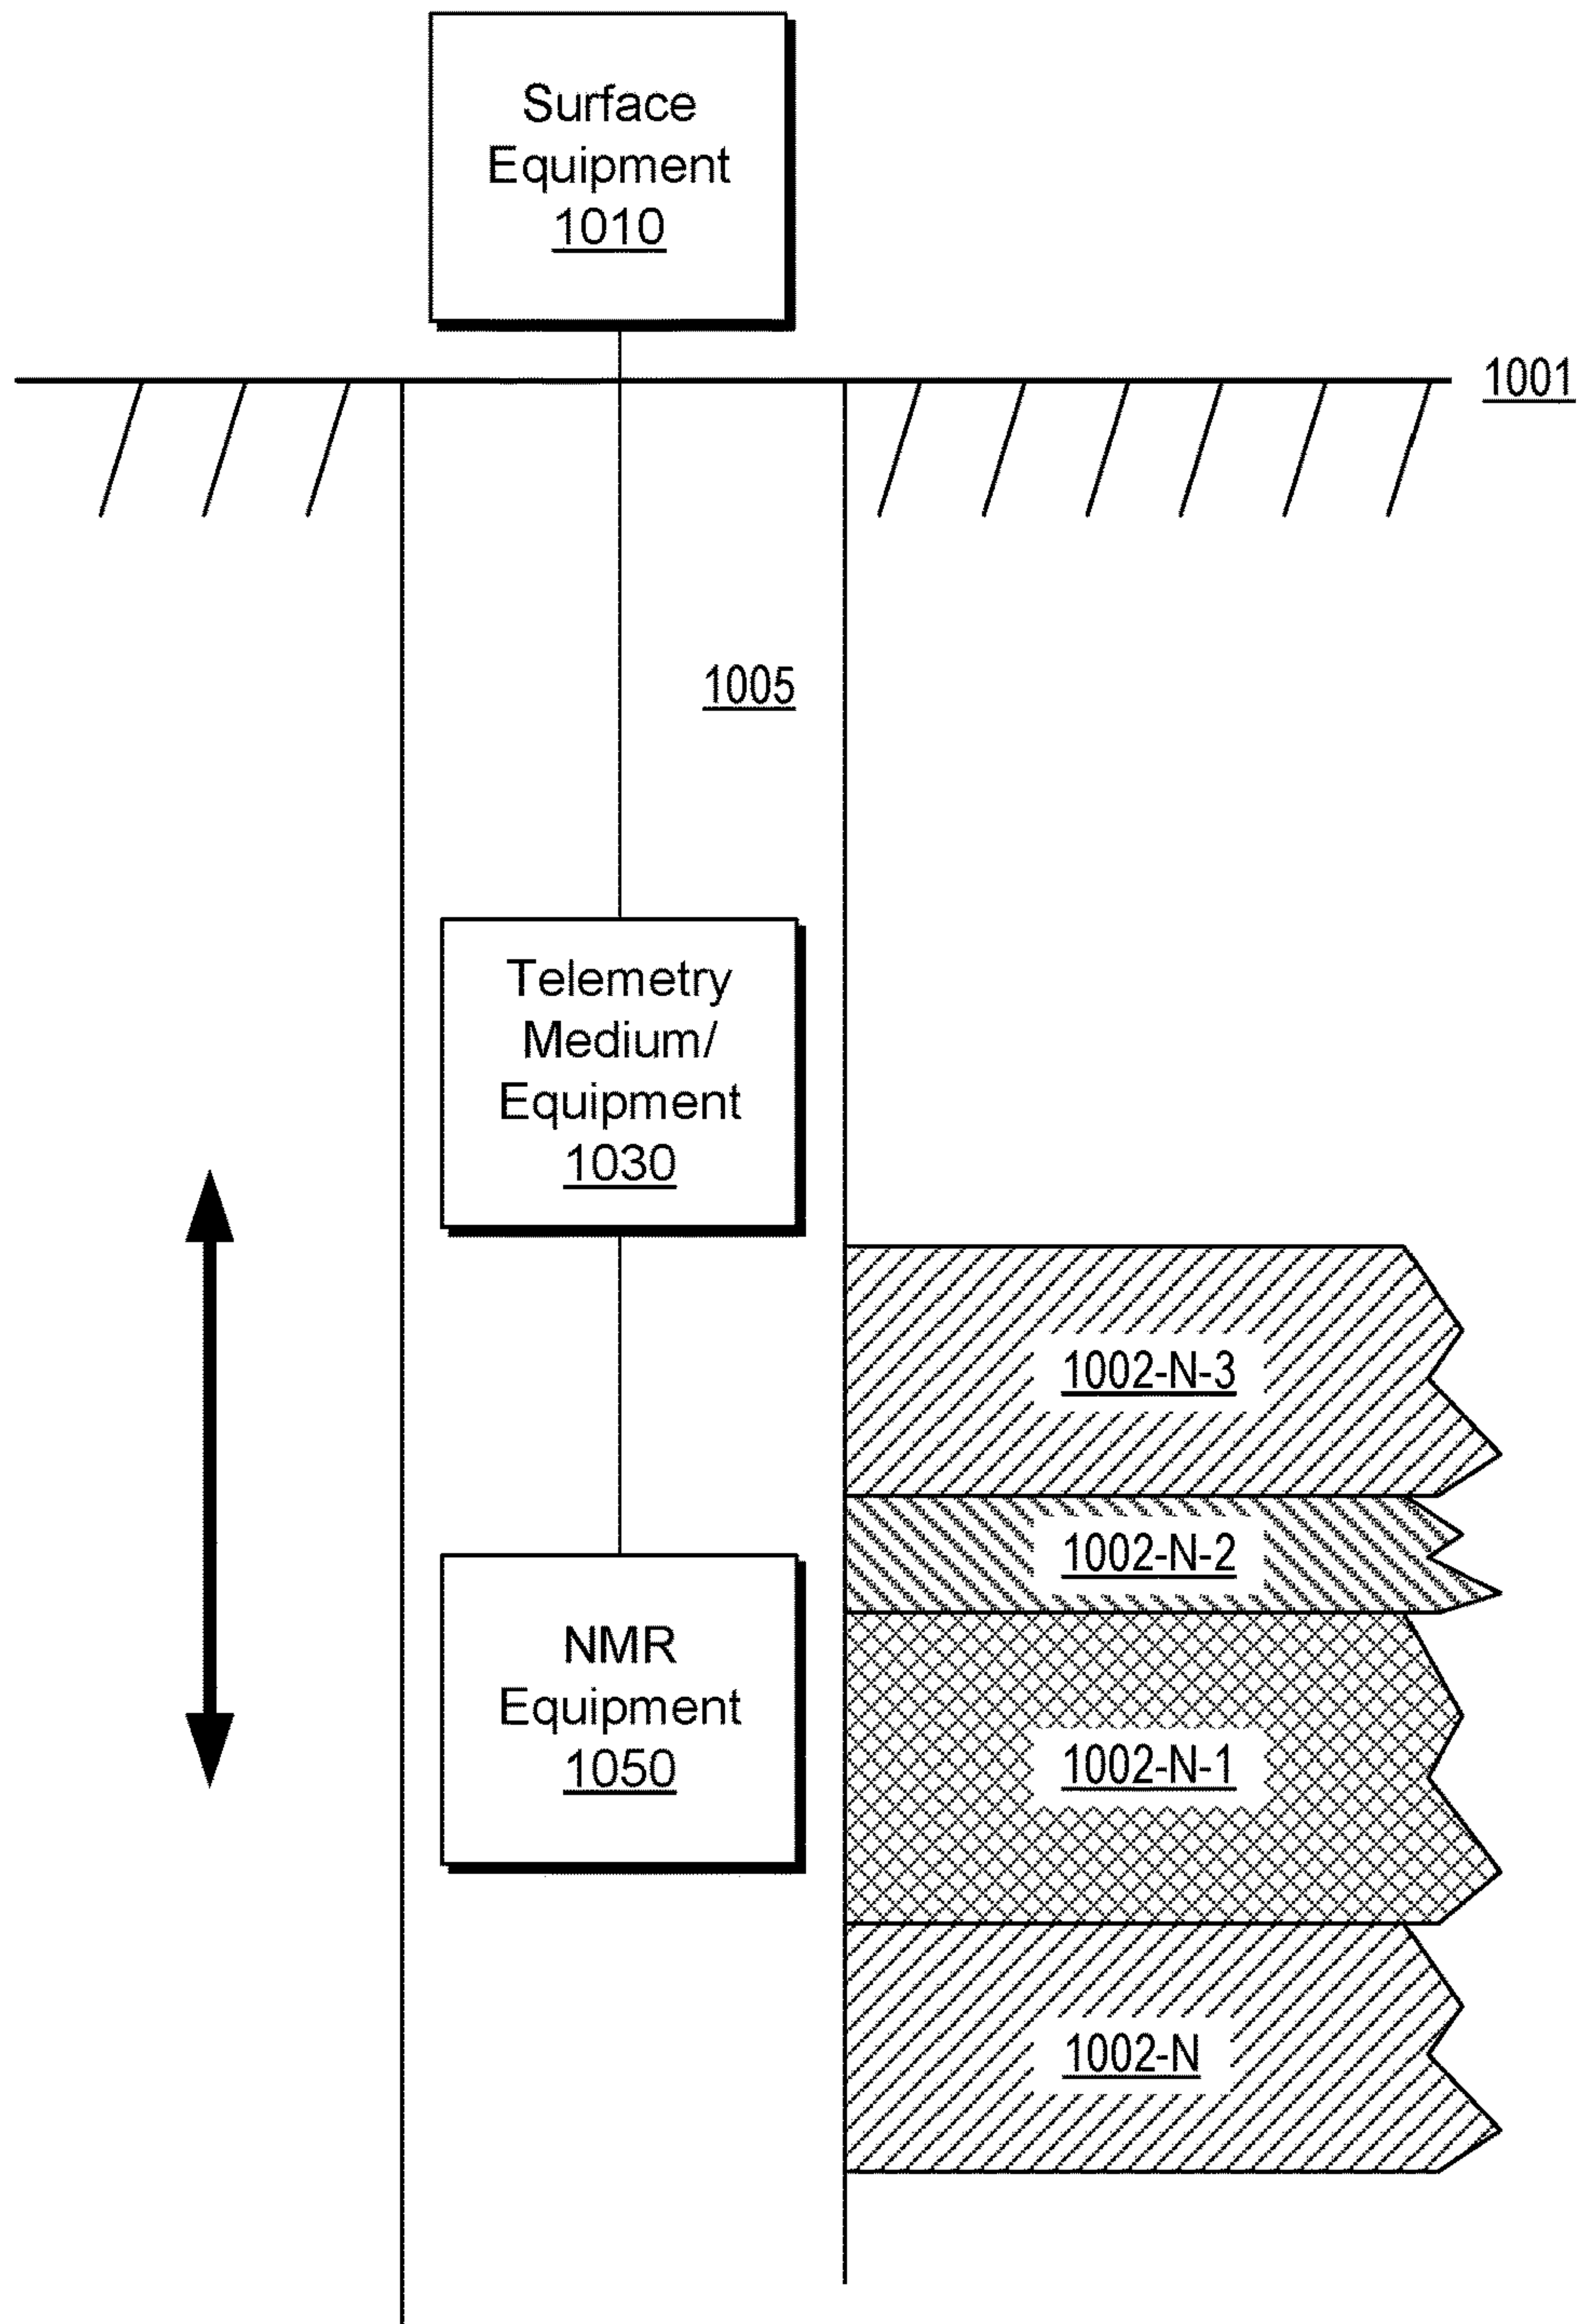 Surface
Equipment
1010
1001
1005
Telemetry
Medium/
Equipment
1030
1002-N-3
1002-N-2
NMR
Equipment
1050
1002-N-1
1002-N